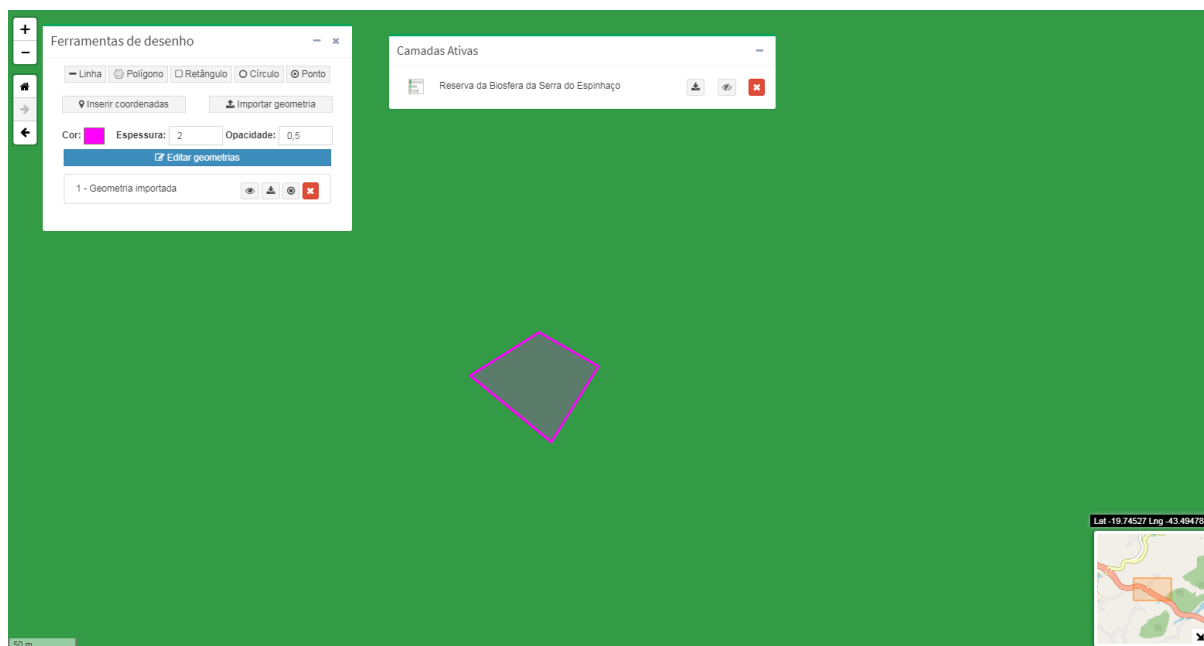 +
−
Ferramentas de desenho
Linha Polígono Retângulo Círculo Ponto
Inserir coordenadas Importar geometria
Cor: Espessura: 2 Opacidade: 0,5
Editar geometrias
1 - Geometria importada
Camadas Ativas
Reserva da Biosfera da Serra do Espinhaço
Lat -19.74527 Lng -43.49478
50 m